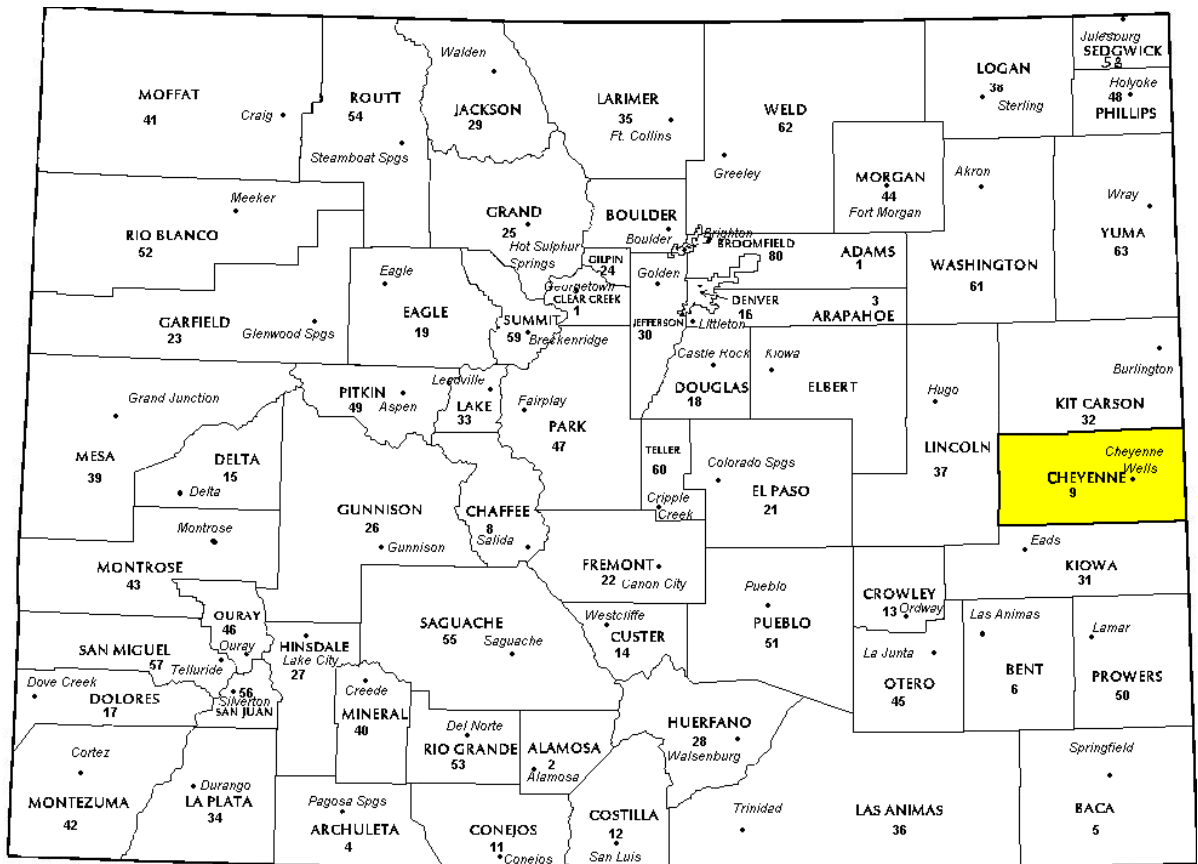 Julesburg
SEDGWICK
58
Walden
LOGAN
38
Sterling
Holyoke
48
PHILLIPS
MOFFAT
41
Craig
ROUTT
54
Steamboat Spgs
JACKSON
29
LARIMER
35
Ft. Collins
WELD
62
Greeley
MORGAN
44
Fort Morgan
Akron
Wray
YUMA
63
Meeker
RIO BLANCO
52
GRAND
25
Hot Sulphur
Springs
BOULDER
Boulder
Brighton
BROOMFIELD
80
ADAMS
1
WASHINGTON
61
GILPIN
24
Golden
Georgetown
CLEAR CREEK
1
Eagle
EAGLE
19
GARFIELD
23
Glenwood Spgs
SUMMIT
59
Breckenridge
JEFFERSON
30
DENVER
16
Littleton
3
ARAPAHOE
Castle Rock
DOUGLAS
18
Kiowa
ELBERT
Hugo
Burlington
KIT CARSON
32
Grand Junction
MESA
39
PITKIN
49
Aspen
Leadville
LAKE
33
Fairplay
PARK
47
DELTA
15
Delta
TELLER
60
Cripple
Creek
Colorado Spgs
EL PASO
21
LINCOLN
37
Cheyenne
Wells
CHEYENNE
9
GUNNISON
26
Gunnison
CHAFFEE
8
Salida
Montrose
MONTROSE
43
FREMONT
22
Canon City
Eads
KIOWA
31
OURAY
46
Ouray
HINSDALE
Lake City
27
SAGUACHE
55
Saguache
Westcliffe
CUSTER
14
Pueblo
PUEBLO
51
CROWLEY
13
Ordway
Las Animas
BENT
6
Lamar
PROWERS
50
La Junta
OTERO
45
SAN MIGUEL
57
Telluride
Dove Creek
DOLORES
17
56
Silverton
SAN JUAN
Creede
MINERAL
40
Del Norte
RIO GRANDE
53
ALAMOSA
2
Alamosa
HUERFANO
28
Walsenburg
Springfield
BACA
5
Cortez
MONTEZUMA
42
Durango
LA PLATA
34
Pagosa Spgs
ARCHULETA
4
CONEJOS
11
Conejos
COSTILLA
12
San Luis
Trinidad
LAS ANIMAS
36